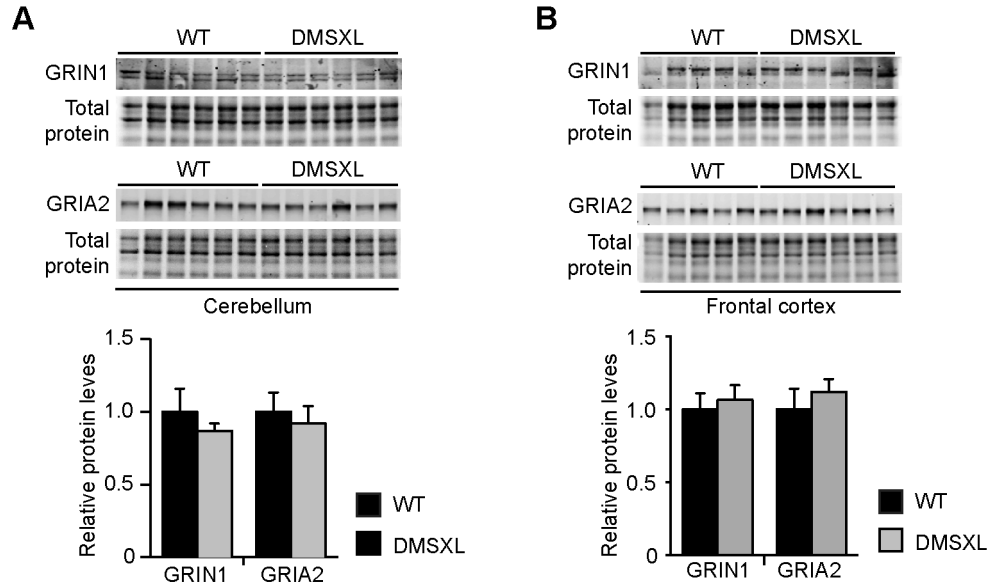 A
WT DMSXL
GRIN1
Total
protein
WT DMSXL
GRIA2
Total
protein
Cerebellum
Relative protein leves
1.5
1.0
0.5
0
GRIN1 GRIA2
WT
DMSXL
B
WT DMSXL
GRIN1
Total
protein
WT DMSXL
GRIA2
Total
protein
Frontal cortex
Relative protein leves
1.5
1.0
0.5
0
GRIN1 GRIA2
WT
DMSXL